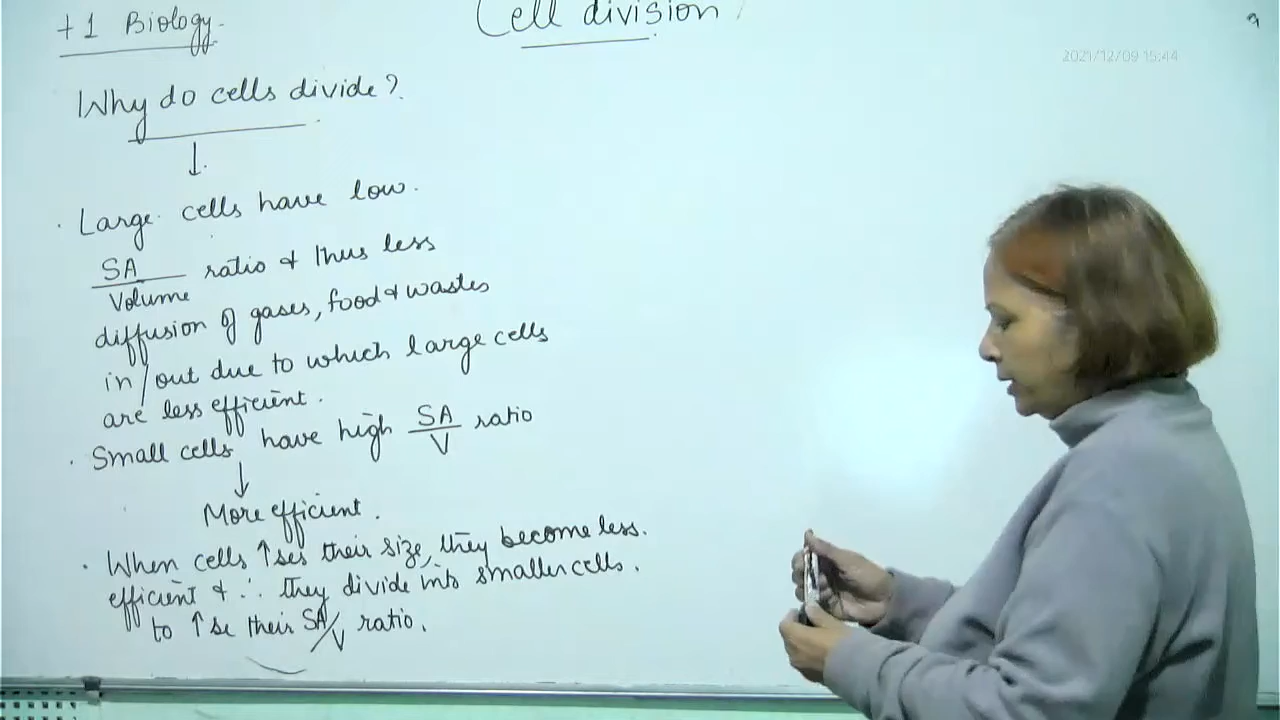 +1 Biology.
Cell division
2021/12/09 15:44
Why do cells divide?
↓
. Large cells have low.
SA/Volume ratio & thus less
diffusion of gases, food & wastes
in/out due to which large cells
are less efficient.
. Small cells have high SA/V ratio
↓
More efficient.
. When cells ↑ses their size, they become less.
efficient & ∴ they divide into smaller cells.
to ↑se their SA/V ratio.